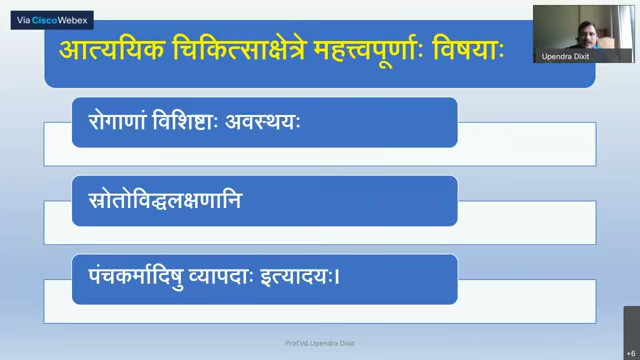 Via Cisco Webex
आत्ययिक चिकित्साक्षेत्रे महत्त्वपूर्णाः विषयाः
Upendra Dixit
रोगाणां विशिष्टाः अवस्थयः
स्रोतोविद्धलक्षणानि
पंचकर्मादिषु व्यापदाः इत्यादयः।
Prof.Vd.Upendra Dixit
+6